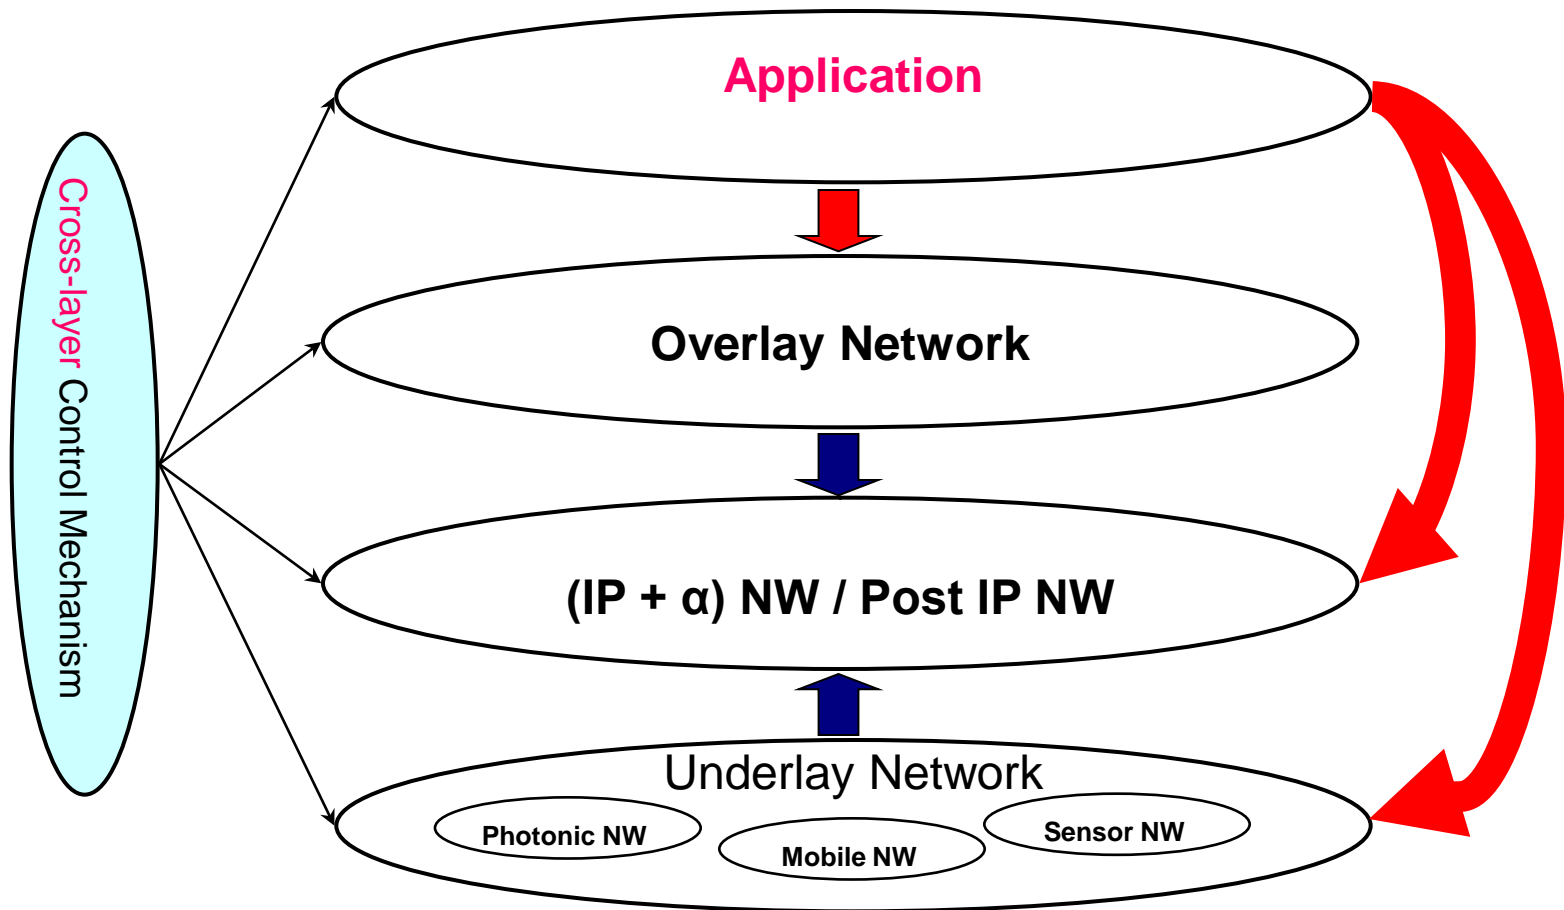 Application
Cross-layer Control Mechanism
Overlay Network
(IP + α) NW / Post IP NW
Underlay Network
Photonic NW
Mobile NW
Sensor NW